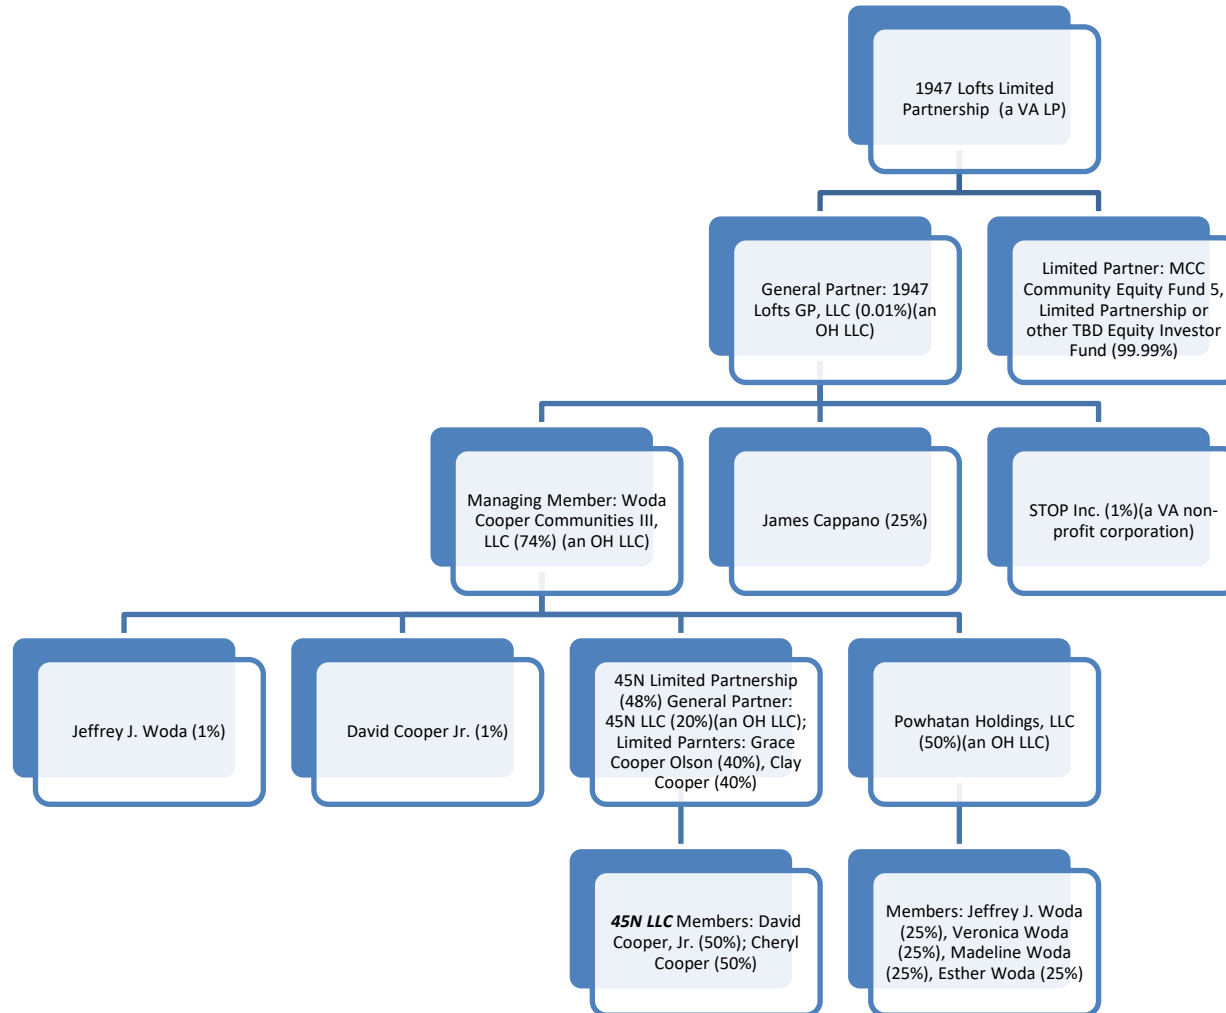 1947 Lofts Limited
Partnership  (a VA LP)
General Partner: 1947
Lofts GP, LLC (0.01%)(an
OH LLC)
Limited Partner: MCC
Community Equity Fund 5,
Limited Partnership or
other TBD Equity Investor
Fund (99.99%)
Managing Member: Woda
Cooper Communities III,
LLC (74%) (an OH LLC)
James Cappano (25%)
STOP Inc. (1%)(a VA non-
profit corporation)
Jeffrey J. Woda (1%)
David Cooper Jr. (1%)
45N Limited Partnership
(48%) General Partner:
45N LLC (20%)(an OH LLC);
Limited Parnters: Grace
Cooper Olson (40%), Clay
Cooper (40%)
Powhatan Holdings, LLC
(50%)(an OH LLC)
45N LLC Members: David
Cooper, Jr. (50%); Cheryl
Cooper (50%)
Members: Jeffrey J. Woda
(25%), Veronica Woda
(25%), Madeline Woda
(25%), Esther Woda (25%)